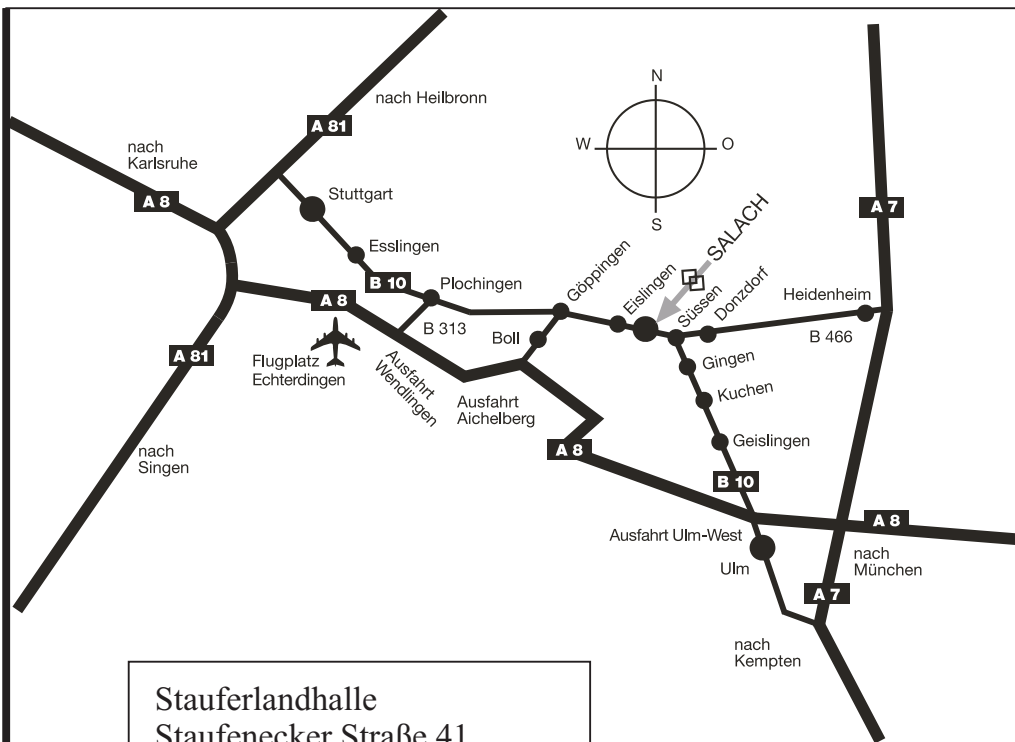 nach Heilbronn
A 81
nach
Karlsruhe
A 8
N
W
O
S
Stuttgart
A 7
SALACH
Esslingen
B 10
Plochingen
Göppingen
Eislingen
Süssen
Donzdorf
Heidenheim
A 8
B 313
Boll
B 466
A 81
Flugplatz
Echterdingen
Ausfahrt
Wendlingen
Ausfahrt
Aichelberg
Gingen
Kuchen
Geislingen
nach
Singen
A 8
B 10
A 8
Ausfahrt Ulm-West
Ulm
nach
München
A 7
nach
Kempten
Stauferlandhalle
Staufenecker Straße 41